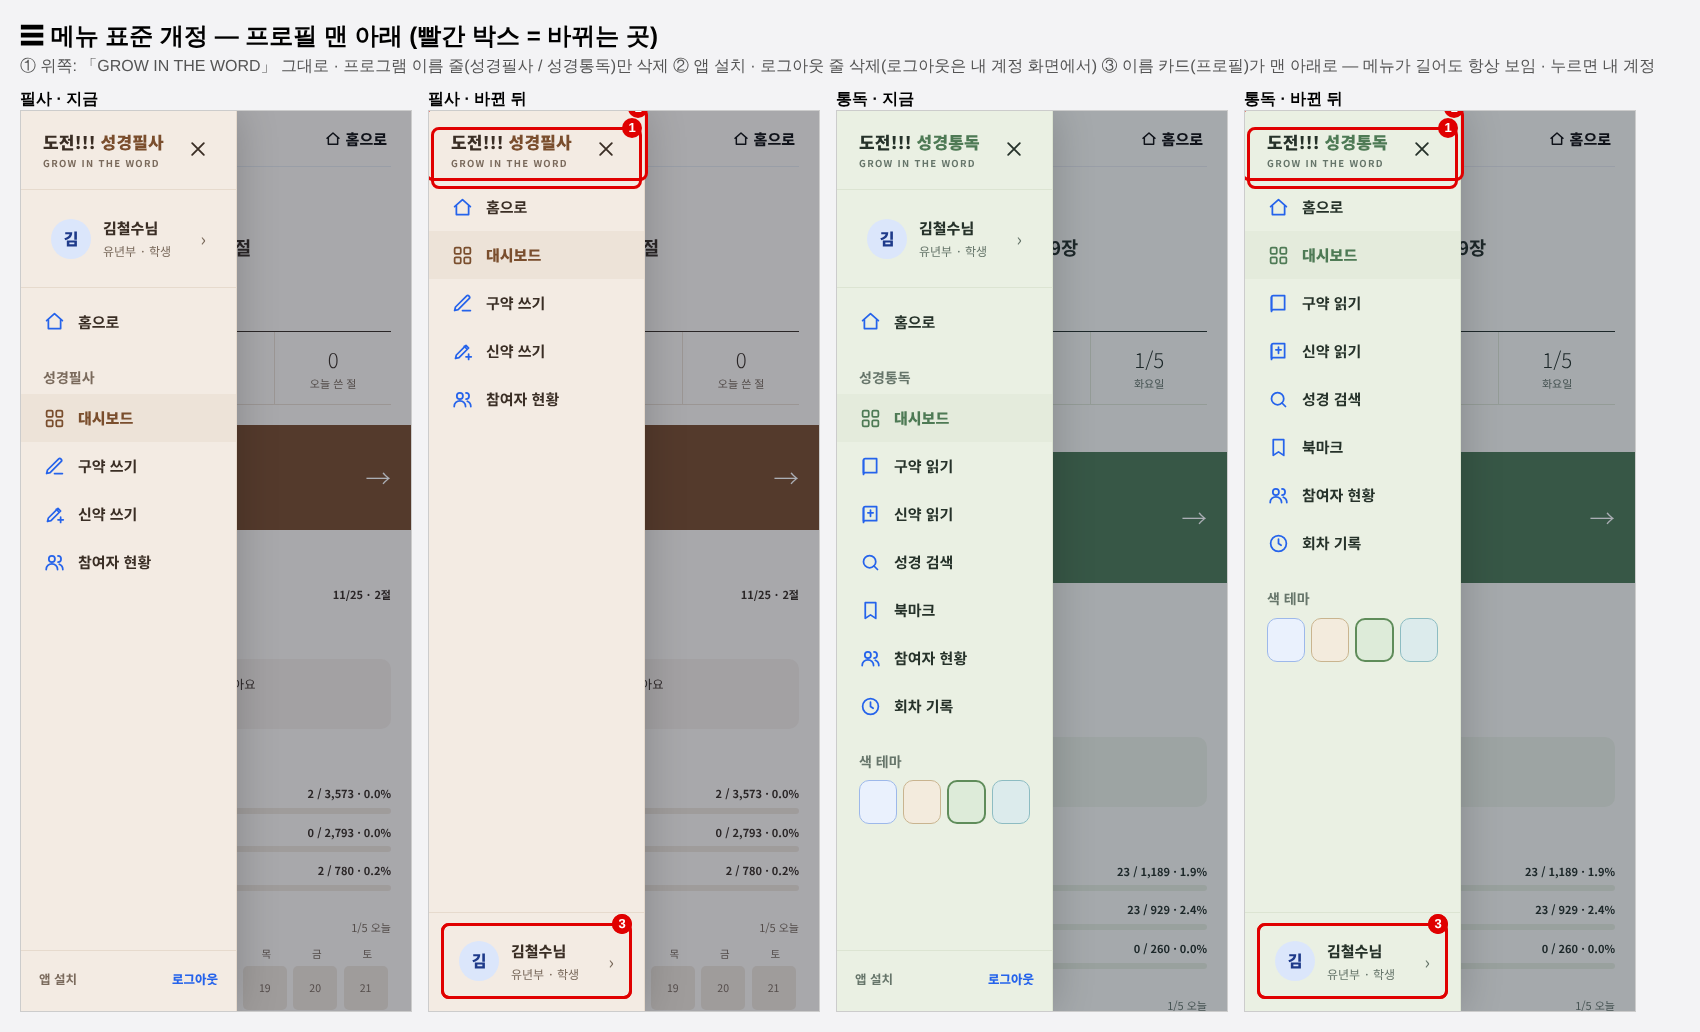 ☰ 메뉴 표준 개정 — 프로필 맨 아래 (빨간 박스 = 바뀌는 곳)
① 위쪽: 「GROW IN THE WORD」 그대로 · 프로그램 이름 줄(성경필사 / 성경통독)만 삭제 ② 앱 설치 · 로그아웃 줄 삭제(로그아웃은 내 계정 화면에서) ③ 이름 카드(프로필)가 맨 아래로 — 메뉴가 길어도 항상 보임 · 누르면 내 계정
필사 · 지금
도전!!! 성경필사
GROW IN THE WORD
홈으로
김
김철수님
유년부 · 학생
절
홈으로
0
오늘 쓴 절
성경필사
대시보드
구약 쓰기
신약 쓰기
참여자 현황
11/25 · 2절
아요
2 / 3,573 · 0.0%
0 / 2,793 · 0.0%
2 / 780 · 0.2%
1/5 오늘
목 금 토
19 20 21
앱 설치 로그아웃
필사 · 바뀐 뒤
1
도전!!! 성경필사
GROW IN THE WORD
홈으로
홈으로
대시보드
절
구약 쓰기
신약 쓰기
0
오늘 쓴 절
참여자 현황
11/25 · 2절
아요
2 / 3,573 · 0.0%
0 / 2,793 · 0.0%
2 / 780 · 0.2%
1/5 오늘
목 금 토
19 20 21
3
김
김철수님
유년부 · 학생
통독 · 지금
도전!!! 성경통독
GROW IN THE WORD
홈으로
김
김철수님
유년부 · 학생
9장
홈으로
1/5
화요일
성경통독
대시보드
구약 읽기
신약 읽기
성경 검색
북마크
참여자 현황
회차 기록
색 테마
23 / 1,189 · 1.9%
23 / 929 · 2.4%
0 / 260 · 0.0%
1/5 오늘
앱 설치 로그아웃
통독 · 바뀐 뒤
1
도전!!! 성경통독
GROW IN THE WORD
홈으로
홈으로
대시보드
9장
구약 읽기
신약 읽기
1/5
화요일
성경 검색
북마크
참여자 현황
회차 기록
색 테마
23 / 1,189 · 1.9%
23 / 929 · 2.4%
0 / 260 · 0.0%
1/5 오늘
3
김
김철수님
유년부 · 학생